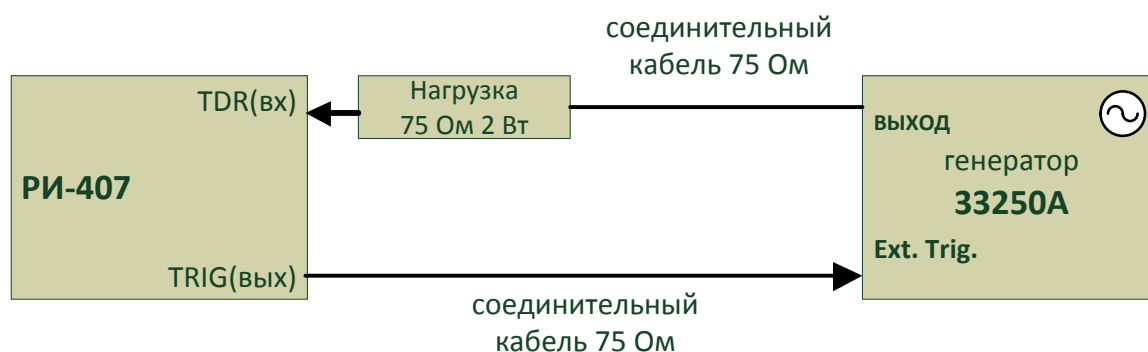 соединительный
кабель 75 Ом
TDR(вх)
Нагрузка
75 Ом 2 Вт
выход
генератор
33250A
РИ-407
Ext. Trig.
TRIG(вых)
соединительный
кабель 75 Ом